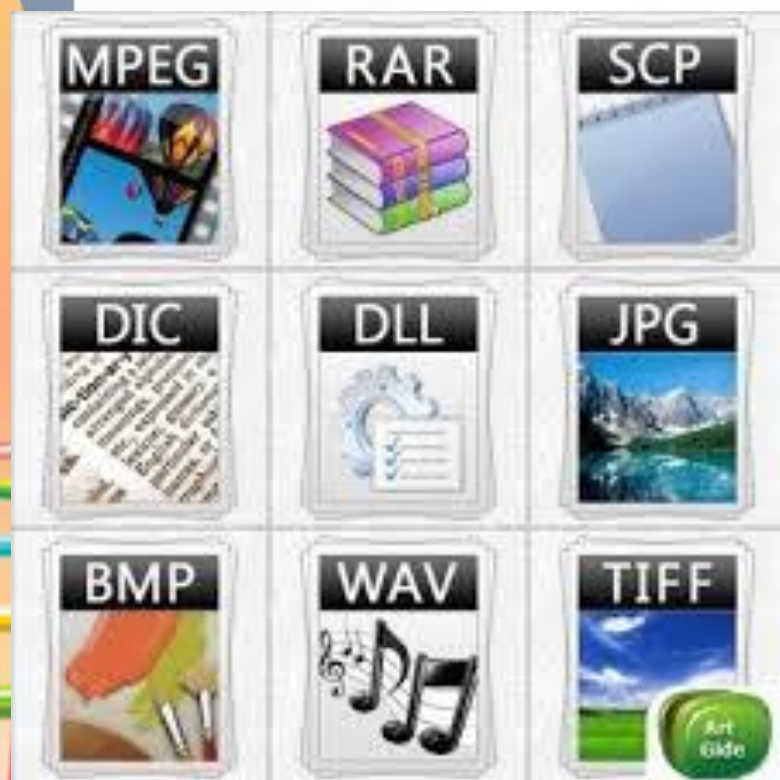 MPEG
RAR
SCP
DIC
DLL
JPG
BMP
WAV
TIFF
Art
Gide